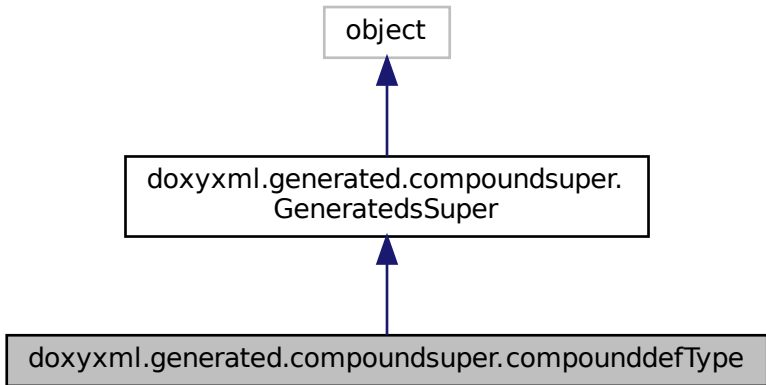 object
doxyxml.generated.compoundsuper.
GeneratedsSuper
doxyxml.generated.compoundsuper.compounddefType